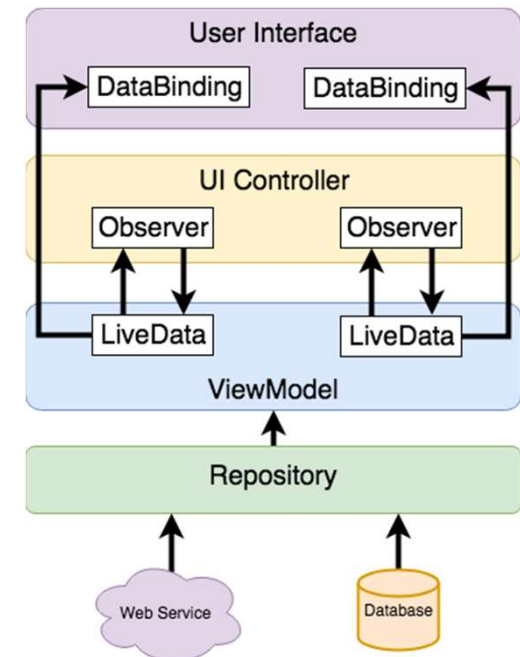 User Interface
DataBinding
DataBinding
UI Controller
Observer
Observer
LiveData
LiveData
ViewModel
Repository
Web Service
Database